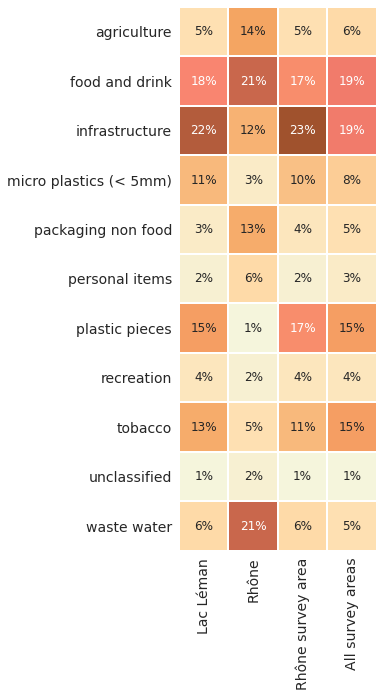 agriculture 5% 14% 5% 6%
food and drink 18% 21% 17% 19%
infrastructure 22% 12% 23% 19%
micro plastics (< 5mm) 11% 3% 10% 8%
packaging non food 3% 13% 4% 5%
personal items 2% 6% 2% 3%
plastic pieces 15% 1% 17% 15%
recreation 4% 2% 4% 4%
tobacco 13% 5% 11% 15%
unclassified 1% 2% 1% 1%
waste water 6% 21% 6% 5%
Lac Léman
Rhône
Rhône survey area
All survey areas